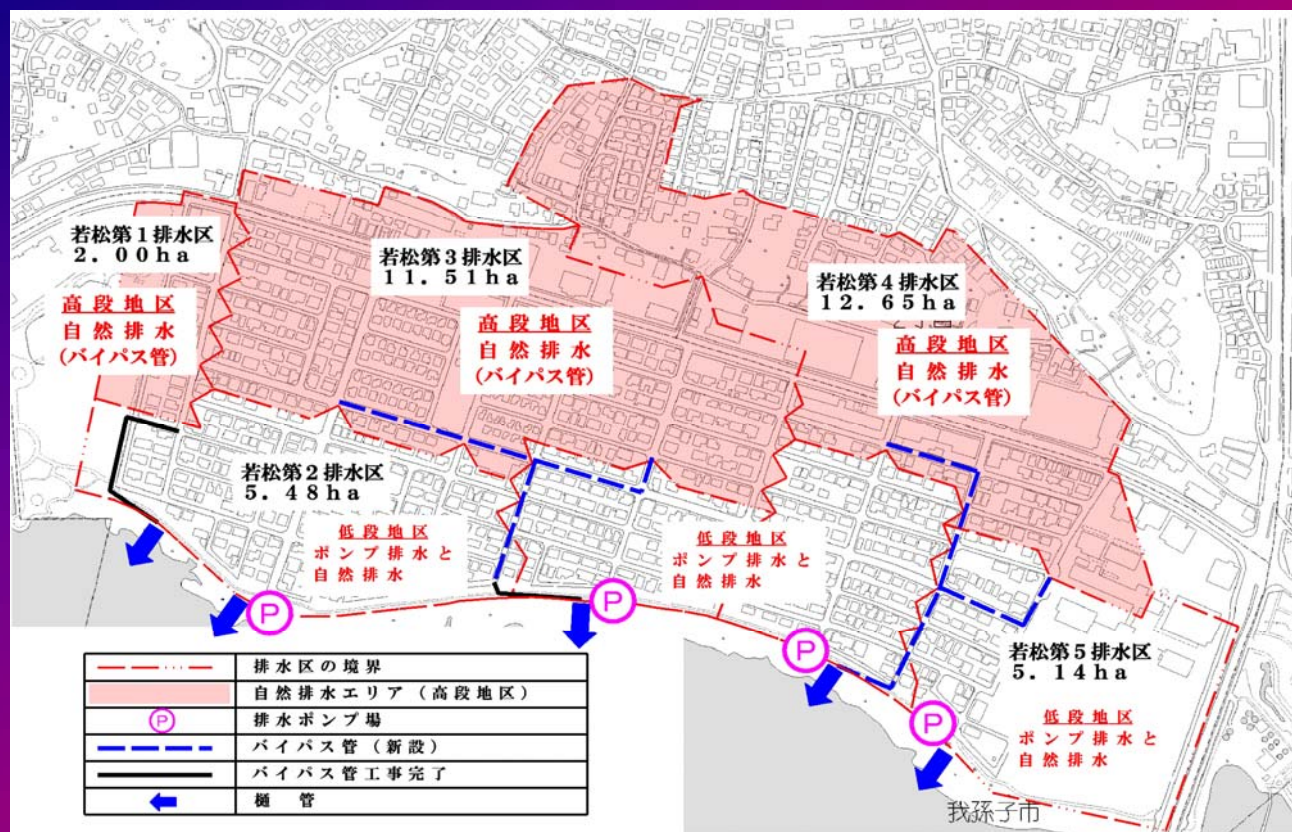 若松第１排水区
２．００ｈａ
高段地区
自然排水
(バイパス管)
若松第３排水区
１１．５１ｈａ
高段地区
自然排水
(バイパス管)
若松第４排水区
１２．６５ｈａ
高段地区
自然排水
(バイパス管)
若松第２排水区
５．４８ｈａ
低段地区
ポンプ排水と
自然排水
低段地区
ポンプ排水と
自然排水
若松第５排水区
５．１４ｈａ
低段地区
ポンプ排水と
自然排水
P
P
P
P
我孫子市
排水区の境界
自然排水エリア（高段地区）
P 排水ポンプ場
バイパス管（新設）
バイパス管工事完了
樋管